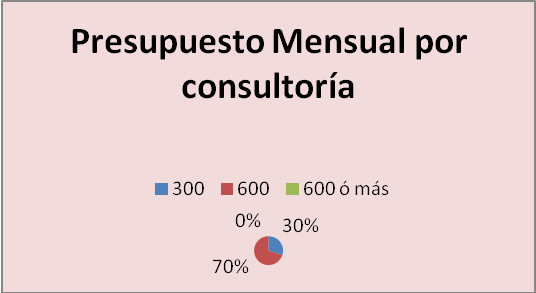 Presupuesto Mensual por
consultoría
300 600 600 ó más
0% 30%
70%